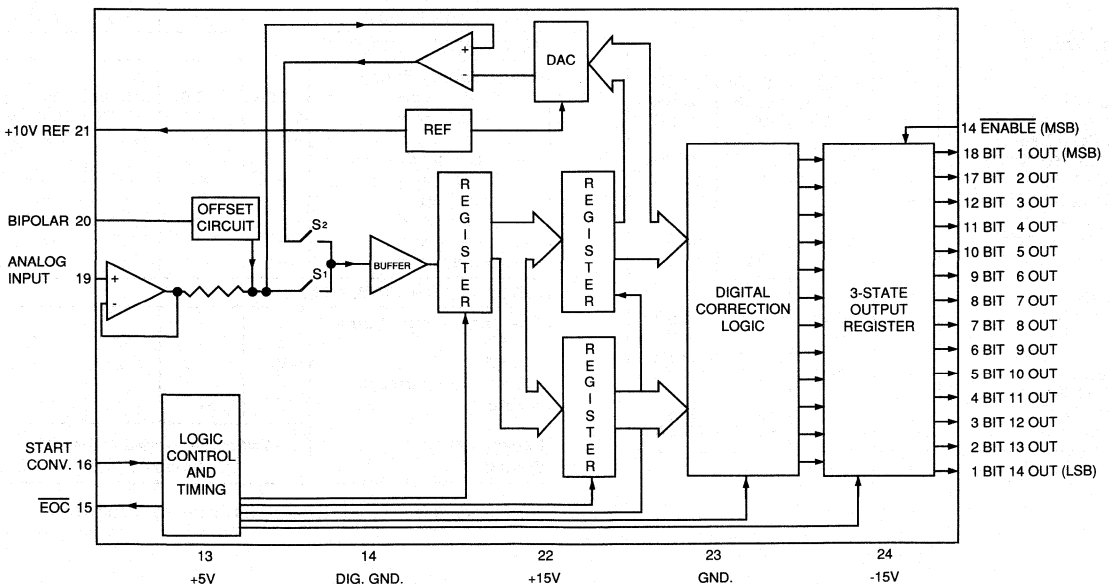 DAC
+
-
+10V REF 21
REF
14 ENABLE (MSB)
18 BIT 1 OUT (MSB)
17 BIT 2 OUT
12 BIT 3 OUT
11 BIT 4 OUT
10 BIT 5 OUT
9 BIT 6 OUT
8 BIT 7 OUT
7 BIT 8 OUT
6 BIT 9 OUT
5 BIT 10 OUT
4 BIT 11 OUT
3 BIT 12 OUT
2 BIT 13 OUT
1 BIT 14 OUT (LSB)
BIPOLAR 20
OFFSET
CIRCUIT
ANALOG
INPUT
19
+
-
S2
S1
BUFFER
REGISTER
REGISTER
REGISTER
DIGITAL
CORRECTION
LOGIC
3-STATE
OUTPUT
REGISTER
START
CONV. 16
EOC 15
LOGIC
CONTROL
AND
TIMING
13
+5V
14
DIG. GND.
22
+15V
23
GND.
24
-15V